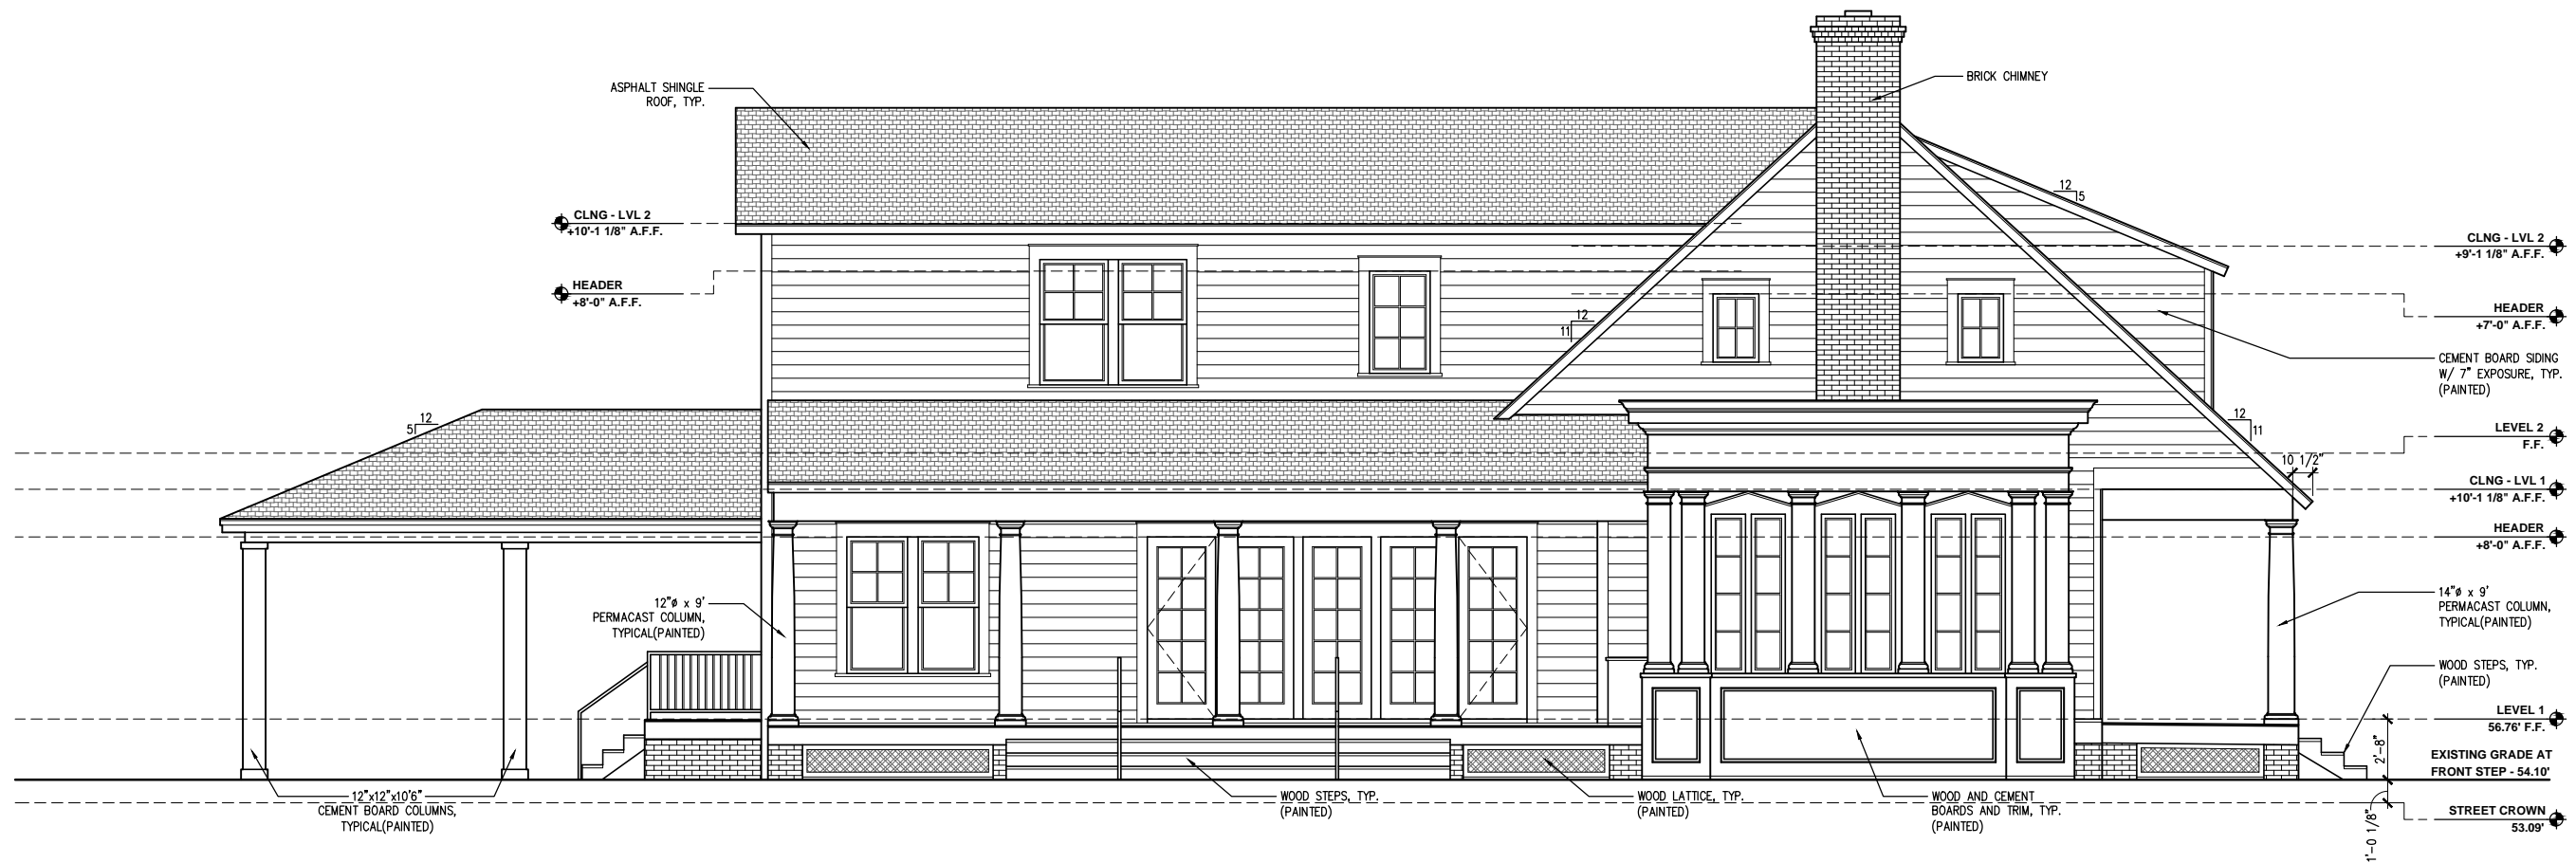 ASPHALT SHINGLE
ROOF, TYP.
BRICK CHIMNEY
12
5
CLNG - LVL 2
+10'-1 1/8" A.F.F.
HEADER
+8'-0" A.F.F.
12
11
12
5
CLNG - LVL 2
+9'-1 1/8" A.F.F.
HEADER
+7'-0" A.F.F.
CEMENT BOARD SIDING
W/ 7" EXPOSURE, TYP.
(PAINTED)
12
11
LEVEL 2
F.F.
10 1/2"
CLNG - LVL 1
+10'-1 1/8" A.F.F.
HEADER
+8'-0" A.F.F.
12"ø x 9'
PERMACAST COLUMN,
TYPICAL(PAINTED)
14"ø x 9'
PERMACAST COLUMN,
TYPICAL(PAINTED)
WOOD STEPS, TYP.
(PAINTED)
LEVEL 1
56.76' F.F.
2'-8"
EXISTING GRADE AT
FRONT STEP - 54.10'
12"x12"x10'6"
CEMENT BOARD COLUMNS,
TYPICAL(PAINTED)
WOOD STEPS, TYP.
(PAINTED)
WOOD LATTICE, TYP.
(PAINTED)
WOOD AND CEMENT
BOARDS AND TRIM, TYP.
(PAINTED)
1'-0 1/8"
STREET CROWN
53.09'